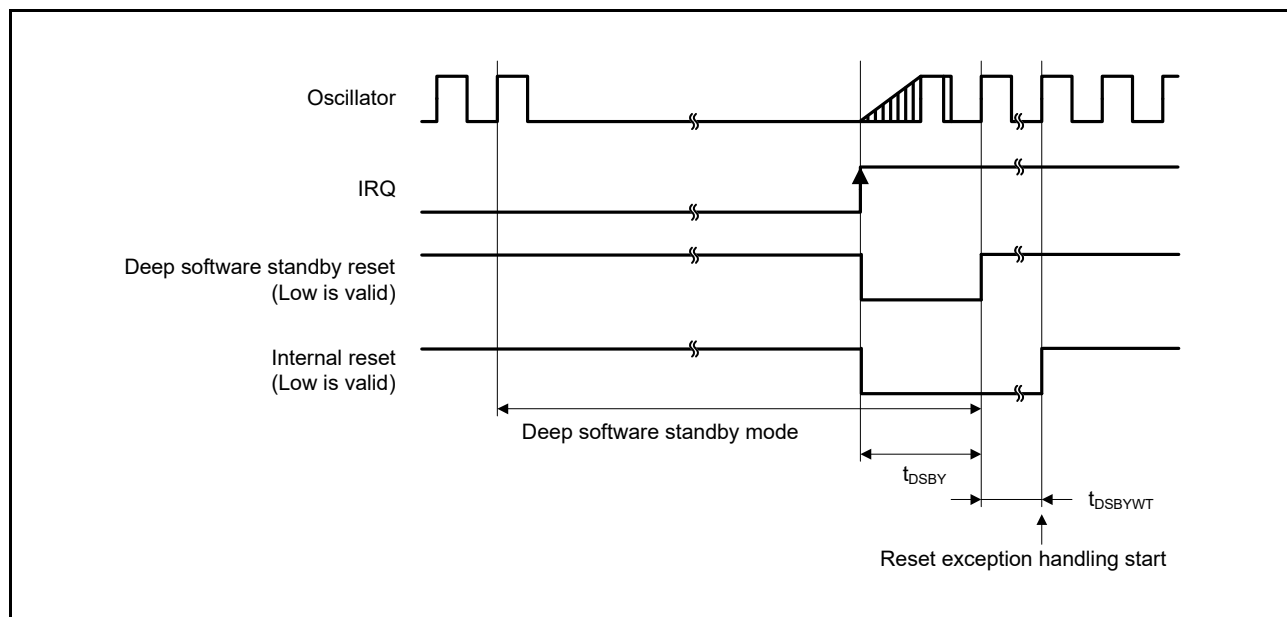 Oscillator
IRQ
Deep software standby reset
(Low is valid)
Internal reset
(Low is valid)
Deep software standby mode
tDSBY
tDSBYWT
Reset exception handling start